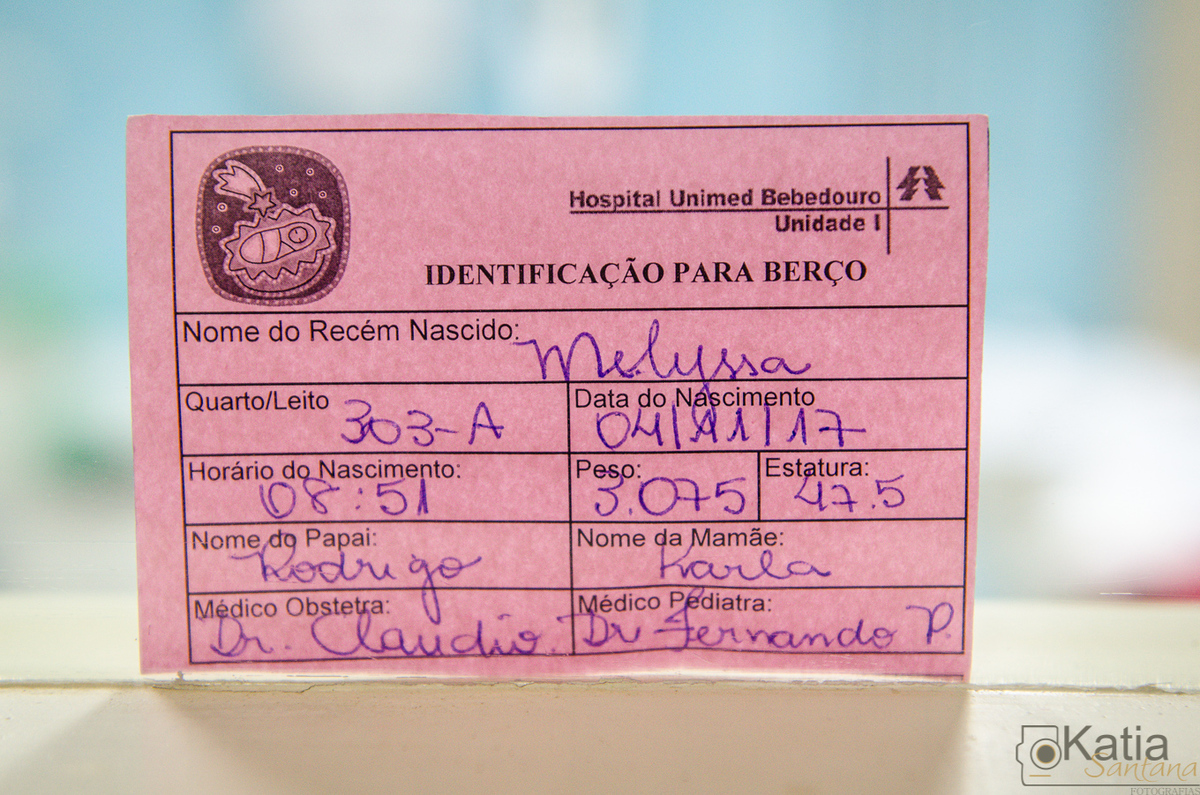 Hospital Unimed Bebedouro
Unidade I
IDENTIFICAÇÃO PARA BERÇO
Nome do Recém Nascido: Melyssa
Quarto/Leito 303-A
Data do Nascimento 04/11/17
Horário do Nascimento: 08:51
Peso: 3.075
Estatura: 47.5
Nome do Papai: Rodrigo
Nome da Mamãe: Karla
Médico Obstetra: Dr. Claudio.
Médico Pediatra: Dr Fernando P.
Katia
Santana
FOTOGRAFIAS